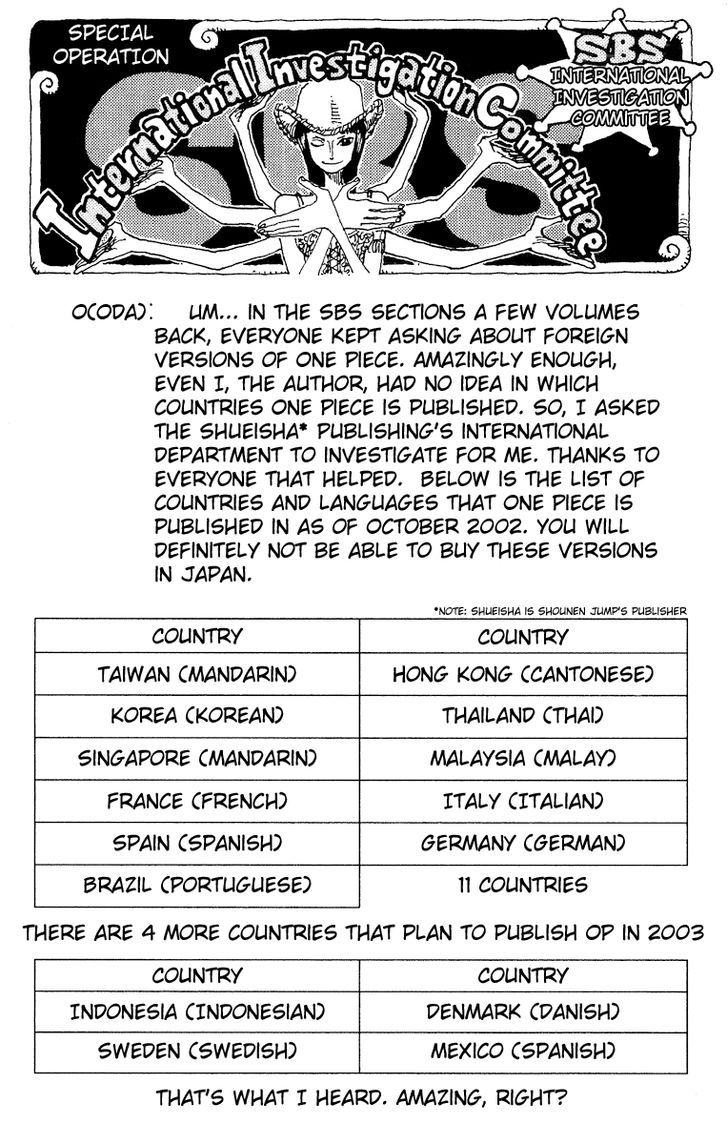 SPECIAL
OPERATION
International Investigation Committee
SBS
INTERNATIONAL
INVESTIGATION
COMMITTEE
O(ODA): UM... IN THE SBS SECTIONS A FEW VOLUMES
BACK, EVERYONE KEPT ASKING ABOUT FOREIGN
VERSIONS OF ONE PIECE. AMAZINGLY ENOUGH,
EVEN I, THE AUTHOR, HAD NO IDEA IN WHICH
COUNTRIES ONE PIECE IS PUBLISHED. SO, I ASKED
THE SHUEISHA* PUBLISHING'S INTERNATIONAL
DEPARTMENT TO INVESTIGATE FOR ME. THANKS TO
EVERYONE THAT HELPED. BELOW IS THE LIST OF
COUNTRIES AND LANGUAGES THAT ONE PIECE IS
PUBLISHED IN AS OF OCTOBER 2002. YOU WILL
DEFINITELY NOT BE ABLE TO BUY THESE VERSIONS
IN JAPAN.
*NOTE: SHUEISHA IS SHOUNEN JUMP'S PUBLISHER
COUNTRY COUNTRY
TAIWAN (MANDARIN) HONG KONG (CANTONESE)
KOREA (KOREAN) THAILAND (THAI)
SINGAPORE (MANDARIN) MALAYSIA (MALAY)
FRANCE (FRENCH) ITALY (ITALIAN)
SPAIN (SPANISH) GERMANY (GERMAN)
BRAZIL (PORTUGUESE) 11 COUNTRIES
THERE ARE 4 MORE COUNTRIES THAT PLAN TO PUBLISH OP IN 2003
COUNTRY COUNTRY
INDONESIA (INDONESIAN) DENMARK (DANISH)
SWEDEN (SWEDISH) MEXICO (SPANISH)
THAT'S WHAT I HEARD. AMAZING, RIGHT?